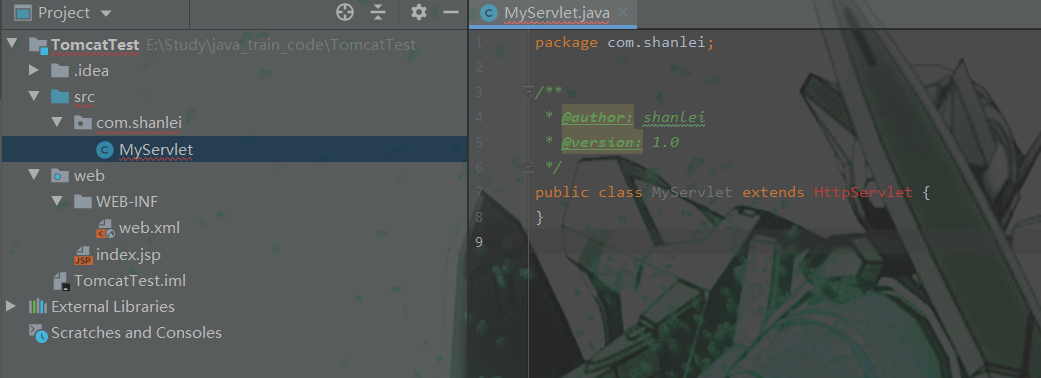 Project
TomcatTest E:\Study\java_train_code\TomcatTest
.idea
src
com.shanlei
MyServlet
web
WEB-INF
web.xml
index.jsp
TomcatTest.iml
External Libraries
Scratches and Consoles
MyServlet.java
1 package com.shanlei;
2
3 /**
4 * @author: shanlei
5 * @version: 1.0
6 */
7 public class MyServlet extends HttpServlet {
8 }
9